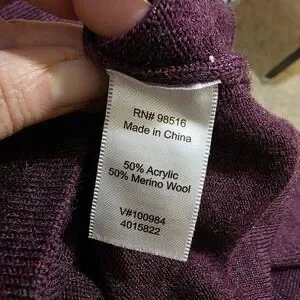 RN# 98516
Made in China
50% Acrylic
50% Merino Wool
V#100984
4015822